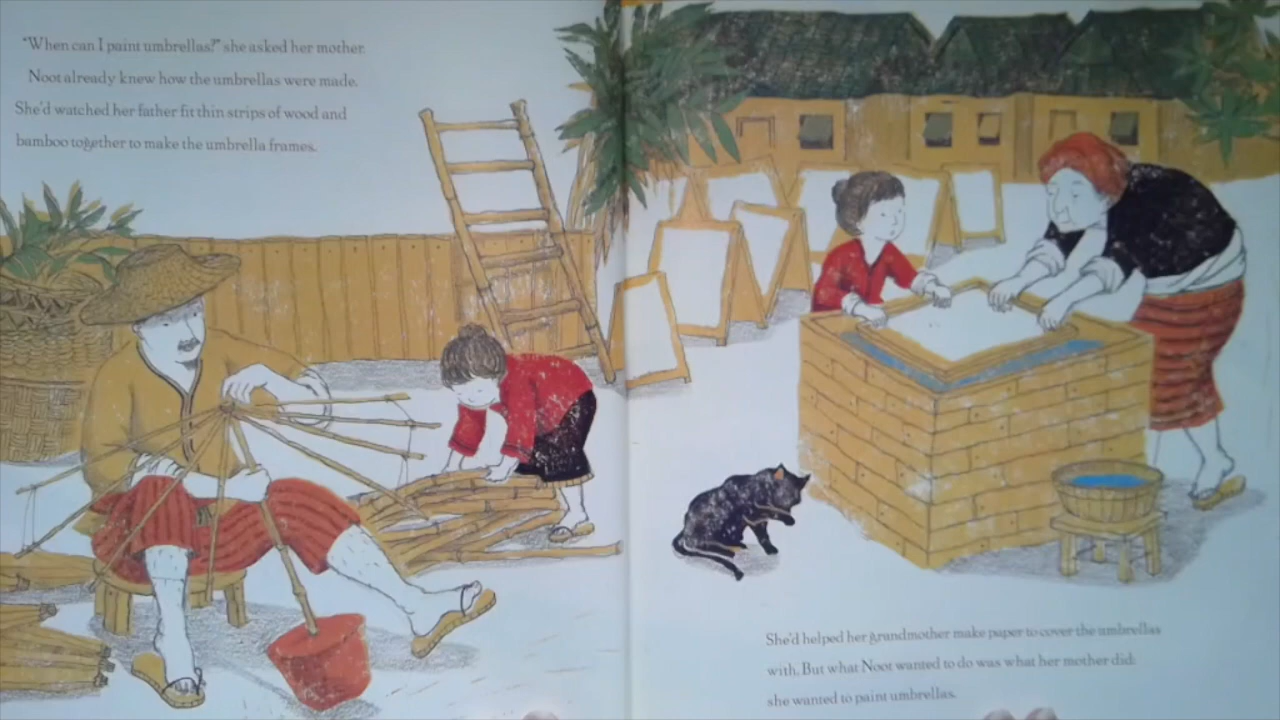 "When can I paint umbrellas?" she asked her mother.
Noot already knew how the umbrellas were made.
She'd watched her father fit thin strips of wood and
bamboo together to make the umbrella frames.
She'd helped her grandmother make paper to cover the umbrellas
with. But what Noot wanted to do was what her mother did:
she wanted to paint umbrellas.